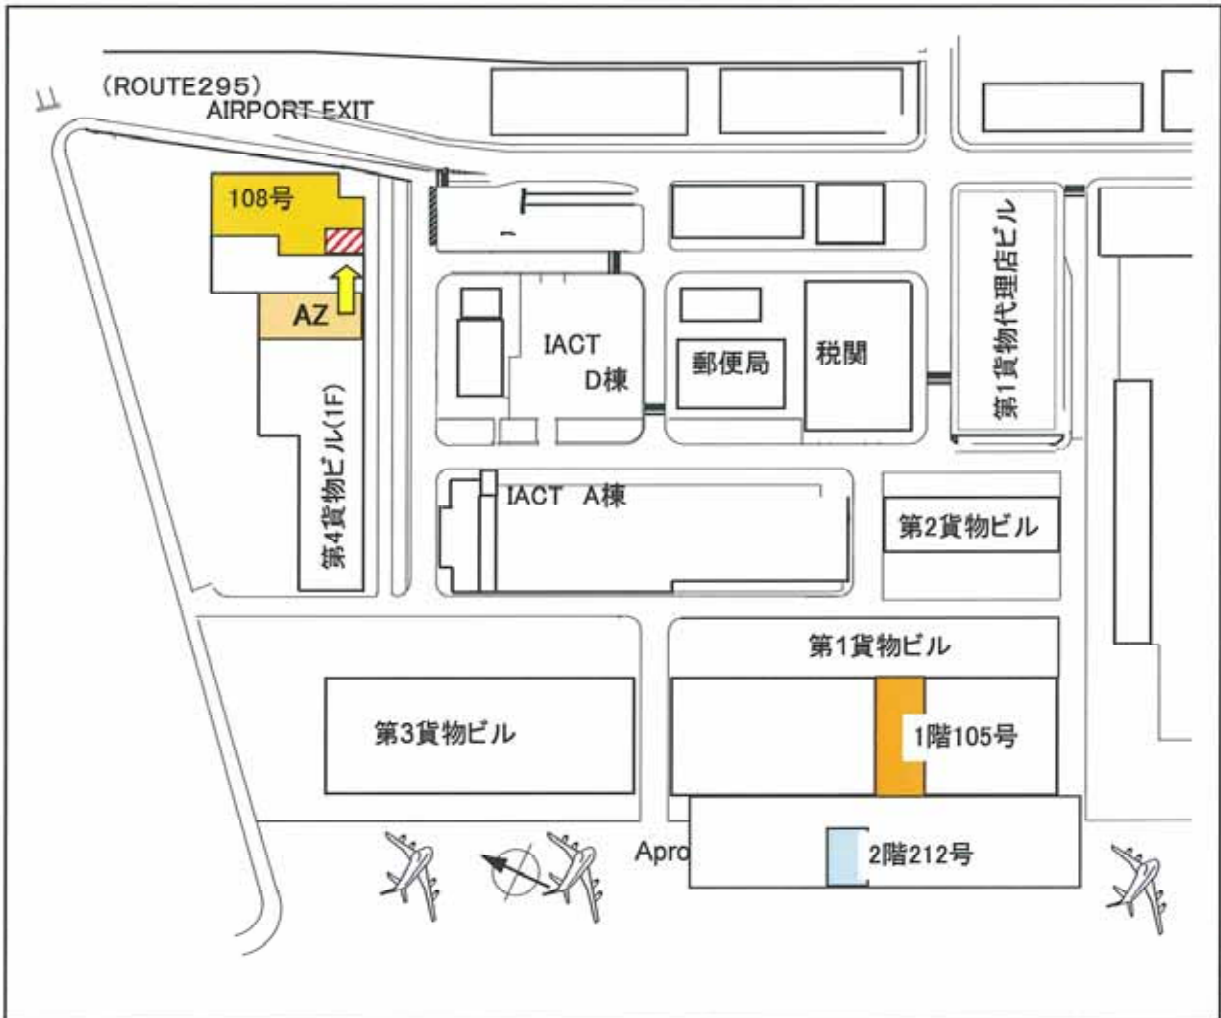 (ROUTE295)
AIRPORT EXIT
108号
AZ
第4貨物ビル(1F)
IACT
D棟
郵便局
税関
第1貨物代理店ビル
IACT A棟
第2貨物ビル
第1貨物ビル
第3貨物ビル
1階105号
Apro
2階212号